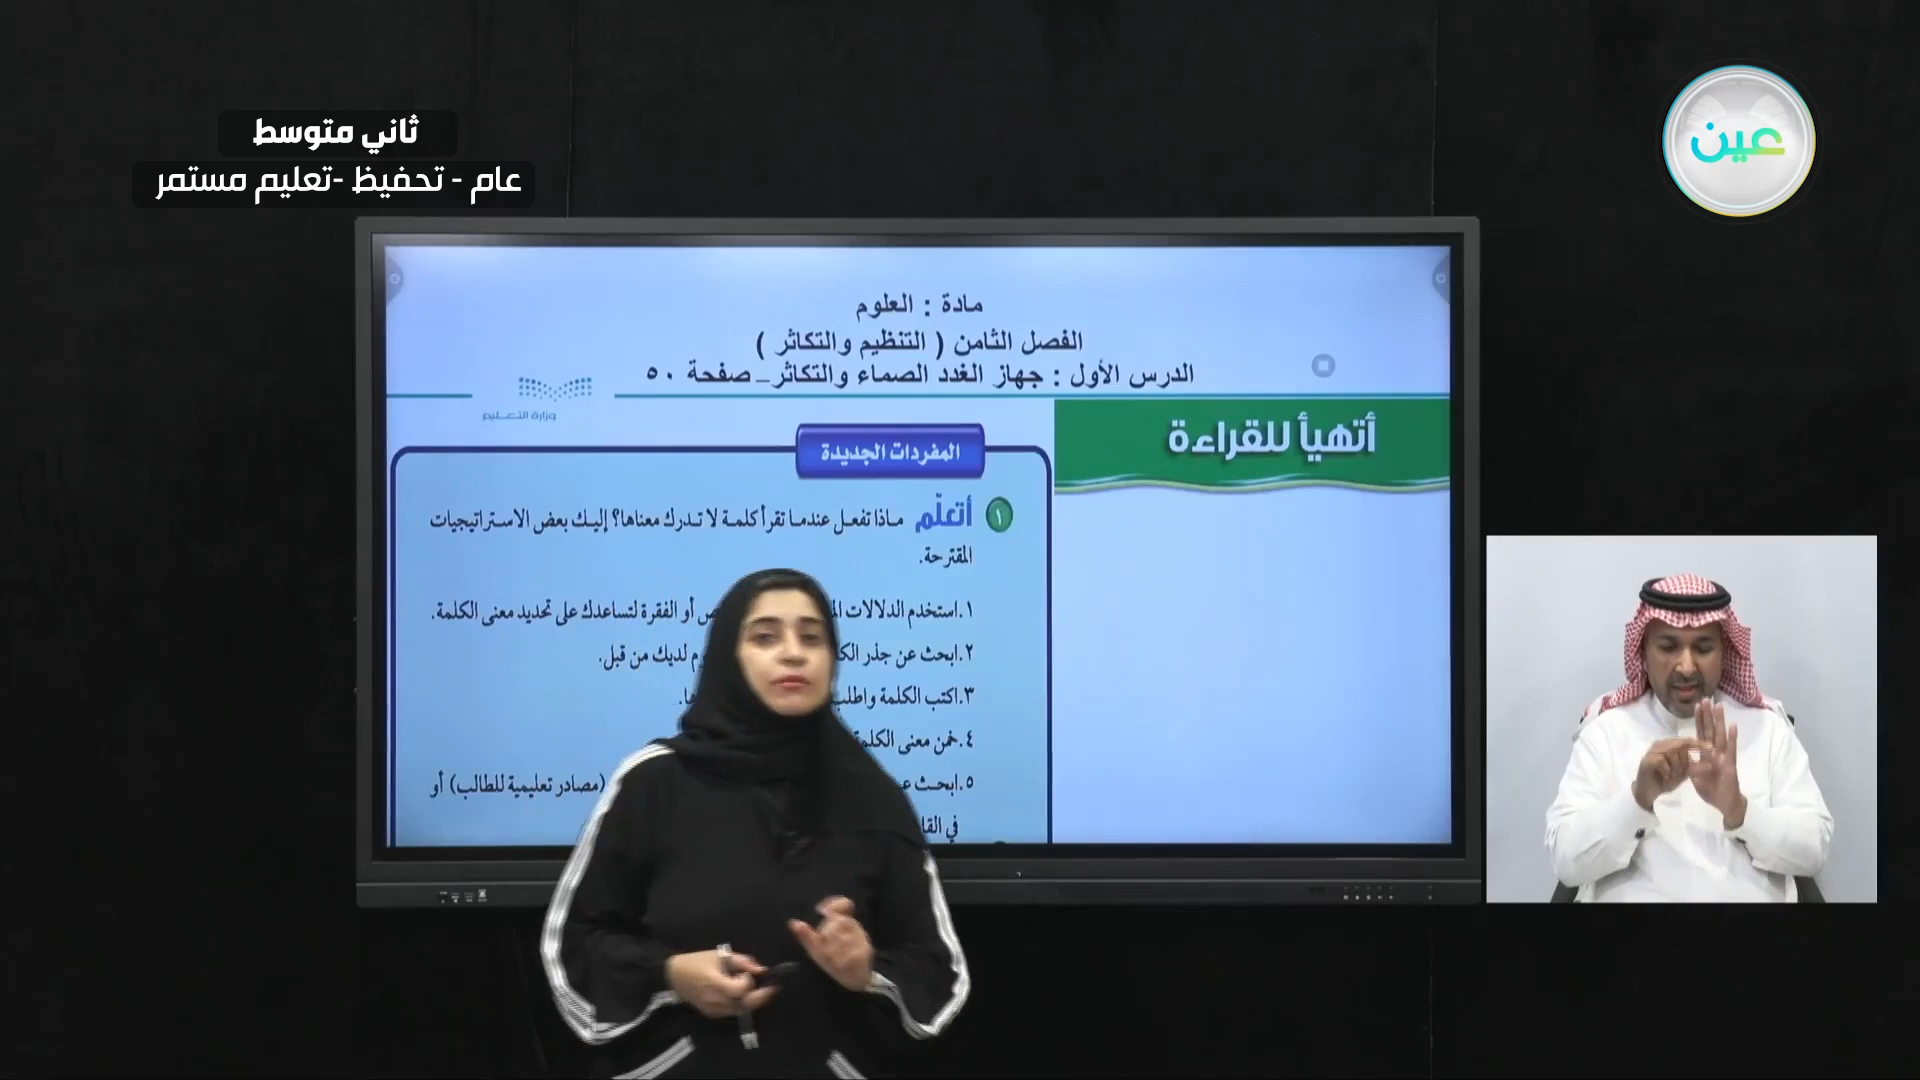 ثاني متوسط
عام - تحفيظ -تعليم مستمر
عين
مادة : العلوم
الفصل الثامن ( التنظيم والتكاثر )
الدرس الأول : جهاز الغدد الصماء والتكاثر_ صفحة ٥٠
وزارة التعليم
أتهيأ للقراءة
المفردات الجديدة
١ أتعلّم ماذا تفعل عندما تقرأ كلمة لا تدرك معناها؟ إليك بعض الاستراتيجيات
المقترحة.
١.استخدم الدلالات أو الفقرة لتساعدك على تحديد معنى الكلمة.
٢.ابحث عن جذر لديك من قبل.
٣.اكتب الكلمة واطلب
٤.خمن معنى الكلمة
٥.ابحث (مصادر تعليمية للطالب) أو
في